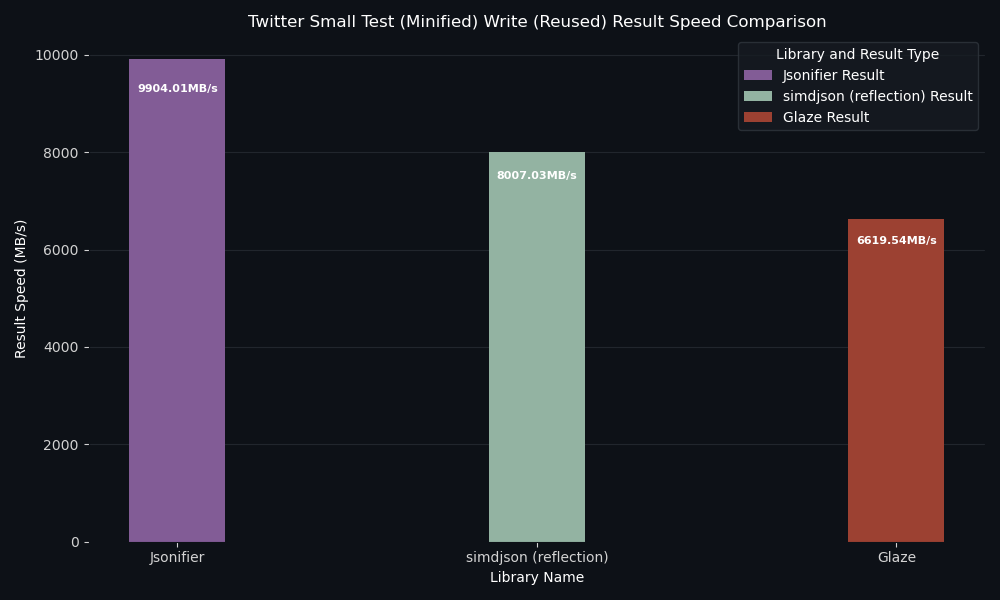 Twitter Small Test (Minified) Write (Reused) Result Speed Comparison
Library and Result Type
Jsonifier Result
simdjson (reflection) Result
Glaze Result
Result Speed (MB/s)
10000
8000
6000
4000
2000
0
9904.01MB/s
8007.03MB/s
6619.54MB/s
Jsonifier
simdjson (reflection)
Glaze
Library Name